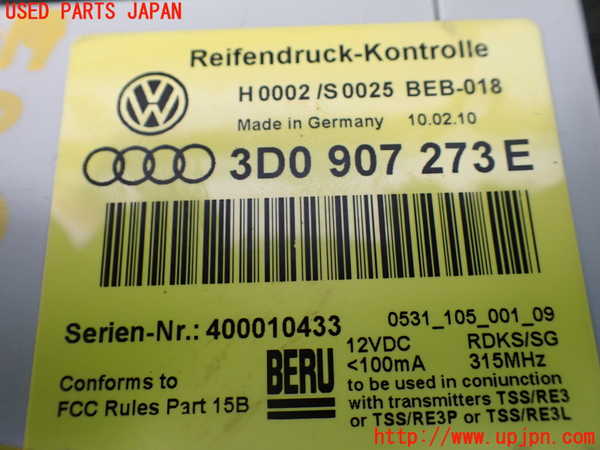 USED PARTS JAPAN
Reifendruck-Kontrolle
H0002/S0025 BEB-018
Made in Germany 10.02.10
3D0 907 273 E
Serien-Nr.: 400010433
0531_105_001_09
12VDC RDKS/SG
<100mA 315MHz
Conforms to
FCC Rules Part 15B
BERU
to be used in conjunction
with transmitters TSS/RE3
or TSS/RE3P or TSS/RE3L
http://www.upjpn.com